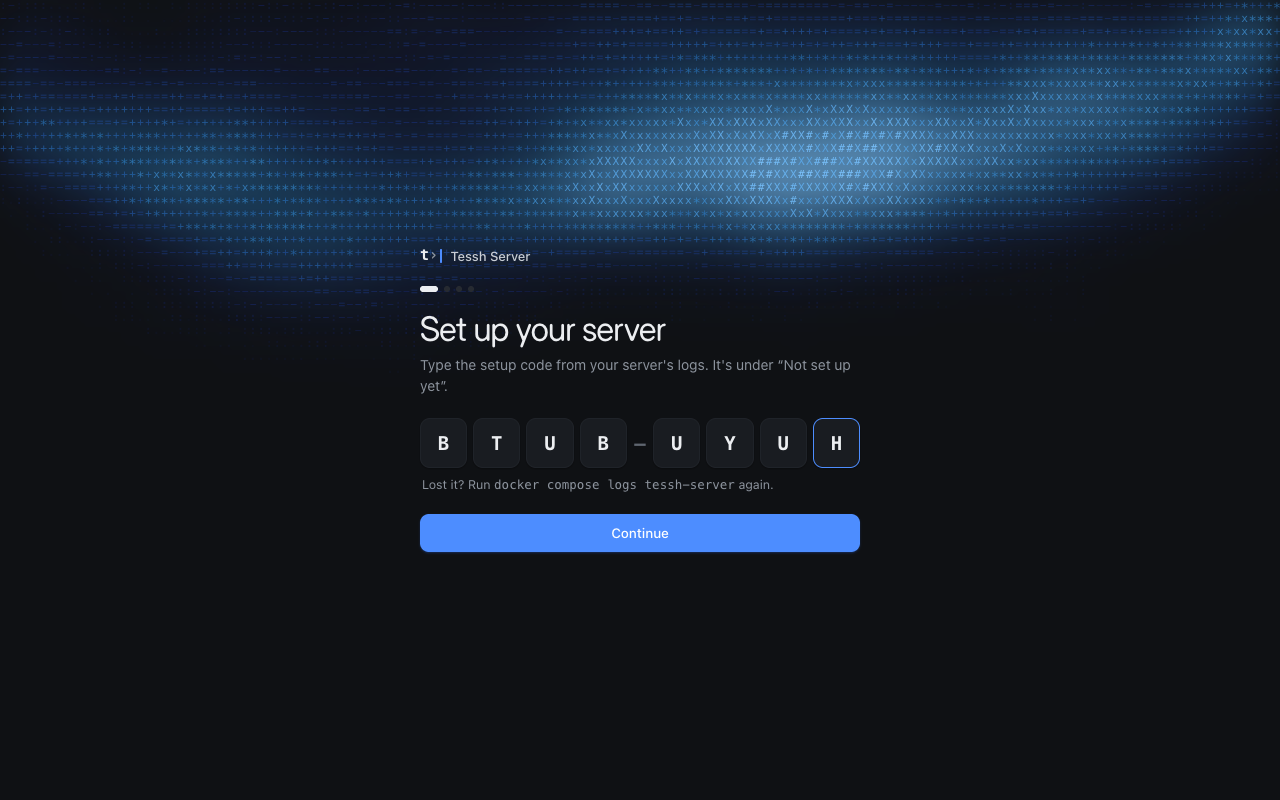 t›| Tessh Server
Set up your server
Type the setup code from your server's logs. It's under “Not set up
yet”.
B T U B – U Y U H
Lost it? Run docker compose logs tessh-server again.
Continue